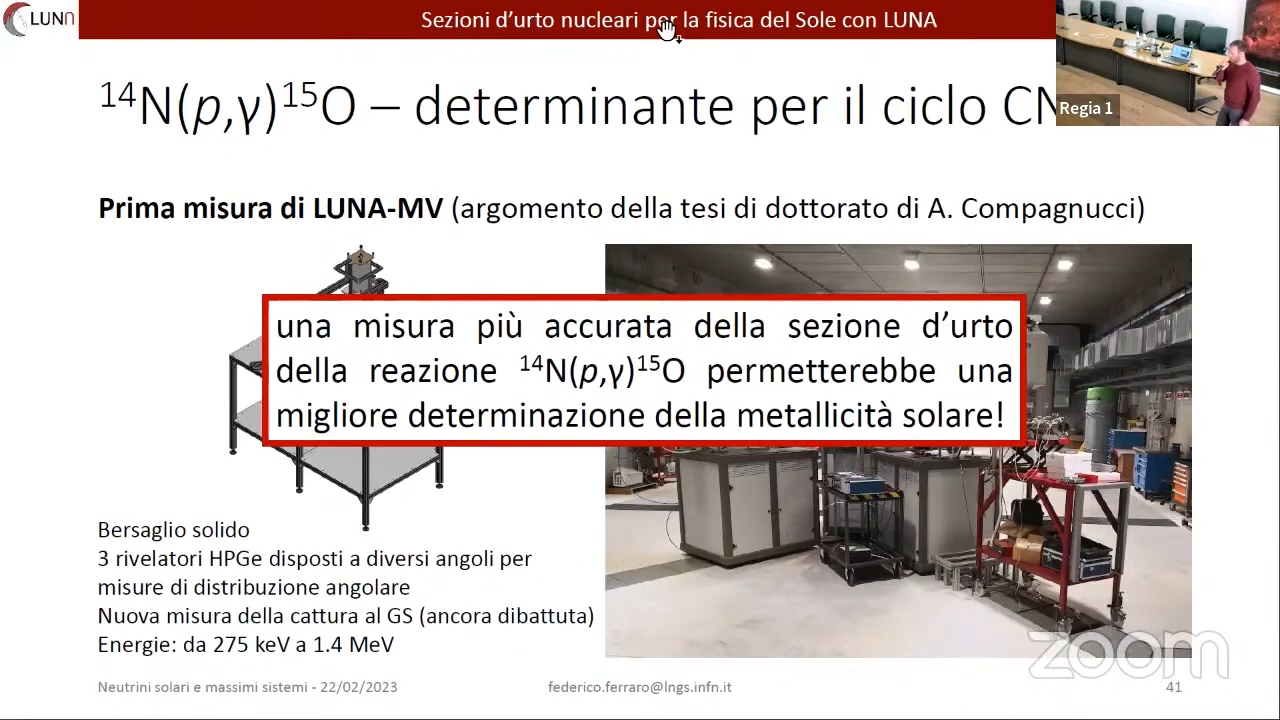 LUNA
Sezioni d'urto nucleari per la fisica del Sole con LUNA
¹⁴N(p,γ)¹⁵O – determinante per il ciclo CN
Regia 1
Prima misura di LUNA-MV (argomento della tesi di dottorato di A. Compagnucci)
una misura più accurata della sezione d'urto
della reazione ¹⁴N(p,γ)¹⁵O permetterebbe una
migliore determinazione della metallicità solare!
Bersaglio solido
3 rivelatori HPGe disposti a diversi angoli per
misure di distribuzione angolare
Nuova misura della cattura al GS (ancora dibattuta)
Energie: da 275 keV a 1.4 MeV
zoom
Neutrini solari e massimi sistemi - 22/02/2023
federico.ferraro@lngs.infn.it
41